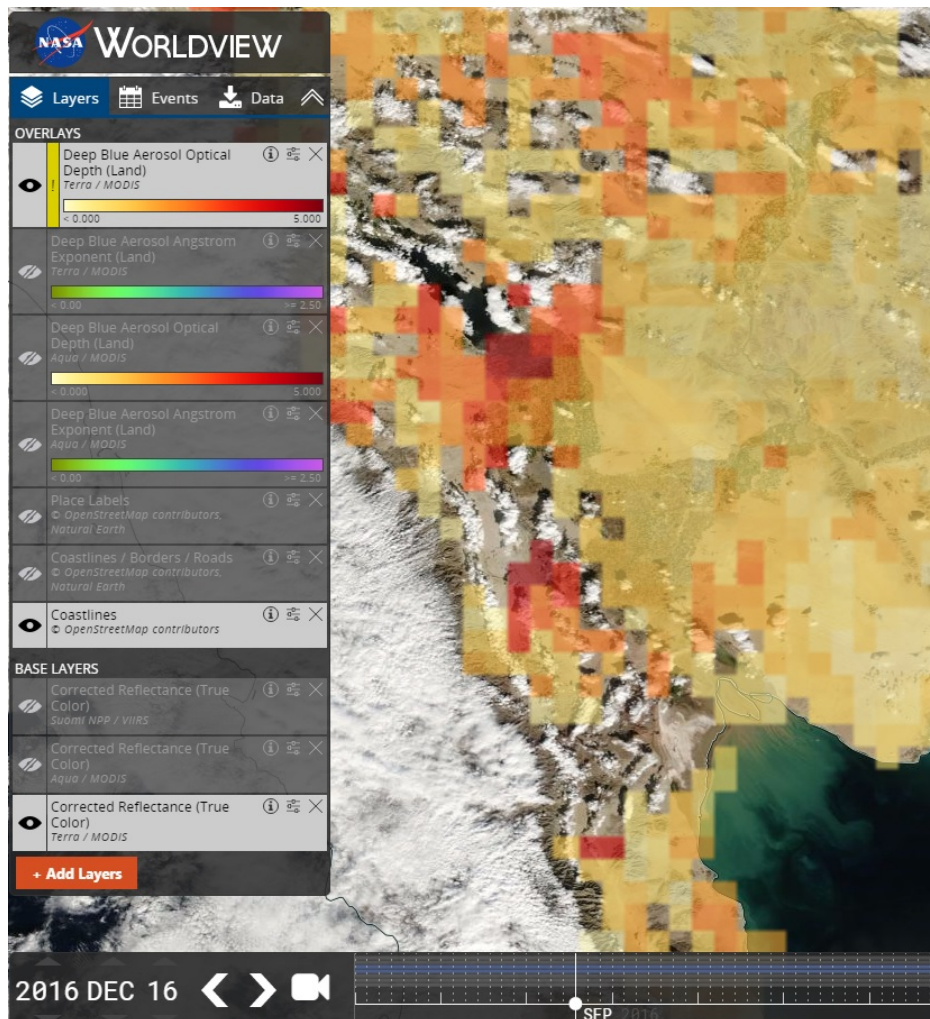 NASA WORLDVIEW
Layers Events Data
OVERLAYS
Deep Blue Aerosol Optical
Depth (Land)
Terra / MODIS
< 0.000 5.000
Deep Blue Aerosol Angstrom
Exponent (Land)
Terra / MODIS
< 0.00 >= 2.50
Deep Blue Aerosol Optical
Depth (Land)
Aqua / MODIS
< 0.000 5.000
Deep Blue Aerosol Angstrom
Exponent (Land)
Aqua / MODIS
< 0.00 >= 2.50
Place Labels
© OpenStreetMap contributors,
Natural Earth
Coastlines / Borders / Roads
© OpenStreetMap contributors,
Natural Earth
Coastlines
© OpenStreetMap contributors
BASE LAYERS
Corrected Reflectance (True
Color)
Suomi NPP / VIIRS
Corrected Reflectance (True
Color)
Aqua / MODIS
Corrected Reflectance (True
Color)
Terra / MODIS
+ Add Layers
2016 DEC 16
SEP 2016